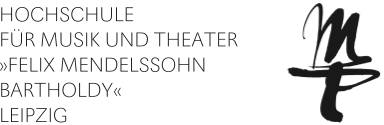 HOCHSCHULE
FÜR MUSIK UND THEATER
»FELIX MENDELSSOHN
BARTHOLDY«
LEIPZIG
M
T